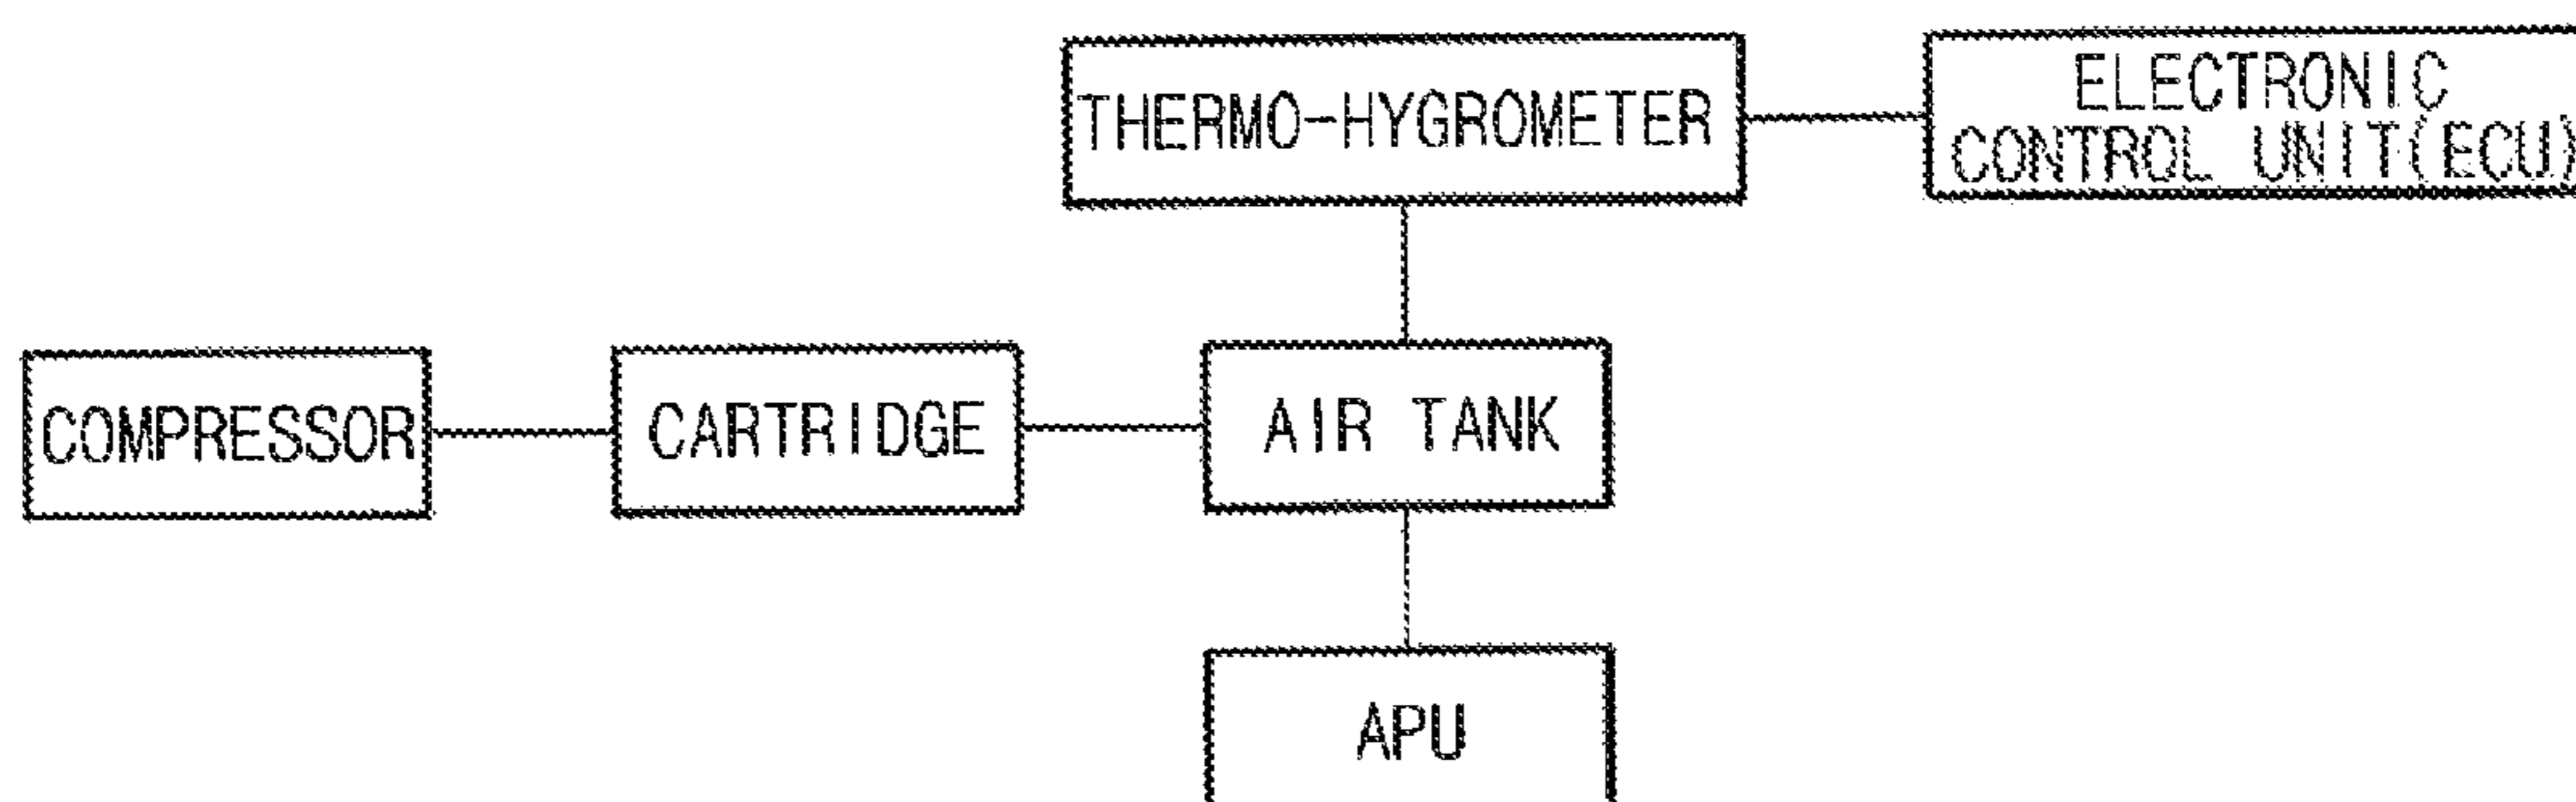 THERMO-HYGROMETER
ELECTRONIC
CONTROL UNIT(ECU)
COMPRESSOR
CARTRIDGE
AIR TANK
APU